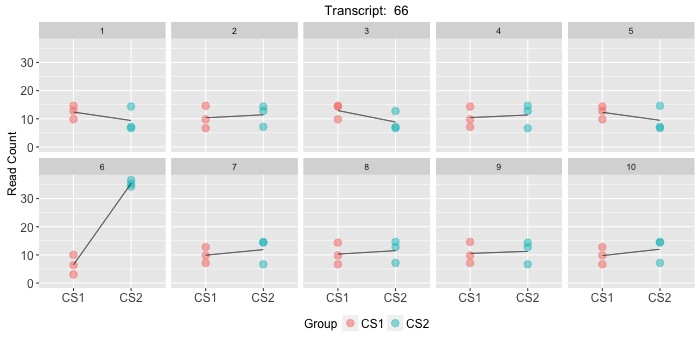 Transcript: 66
1 2 3 4 5
30
20
10
0
Read Count
6 7 8 9 10
30
20
10
0
CS1 CS2 CS1 CS2 CS1 CS2 CS1 CS2 CS1 CS2
Group CS1 CS2